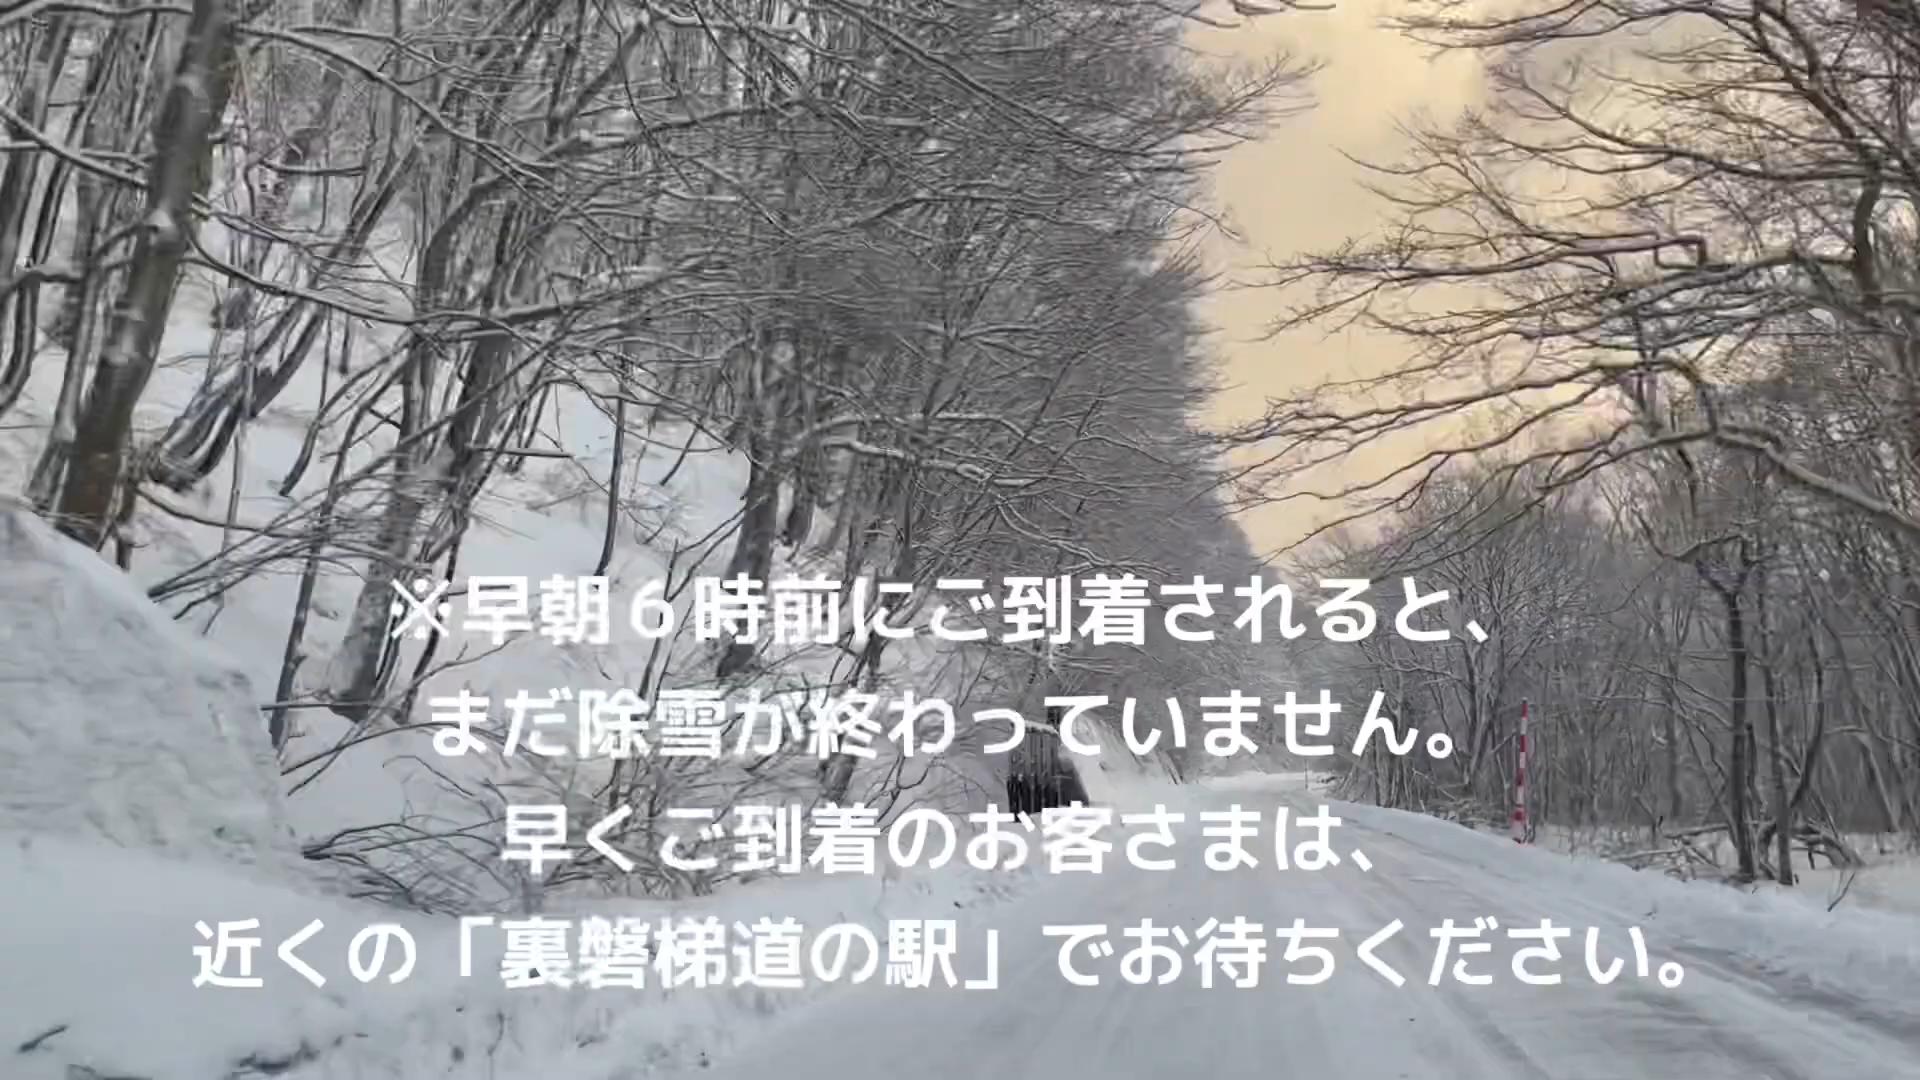 ※早朝６時前にご到着されると、
まだ除雪が終わっていません。
早くご到着のお客さまは、
近くの「裏磐梯道の駅」でお待ちください。